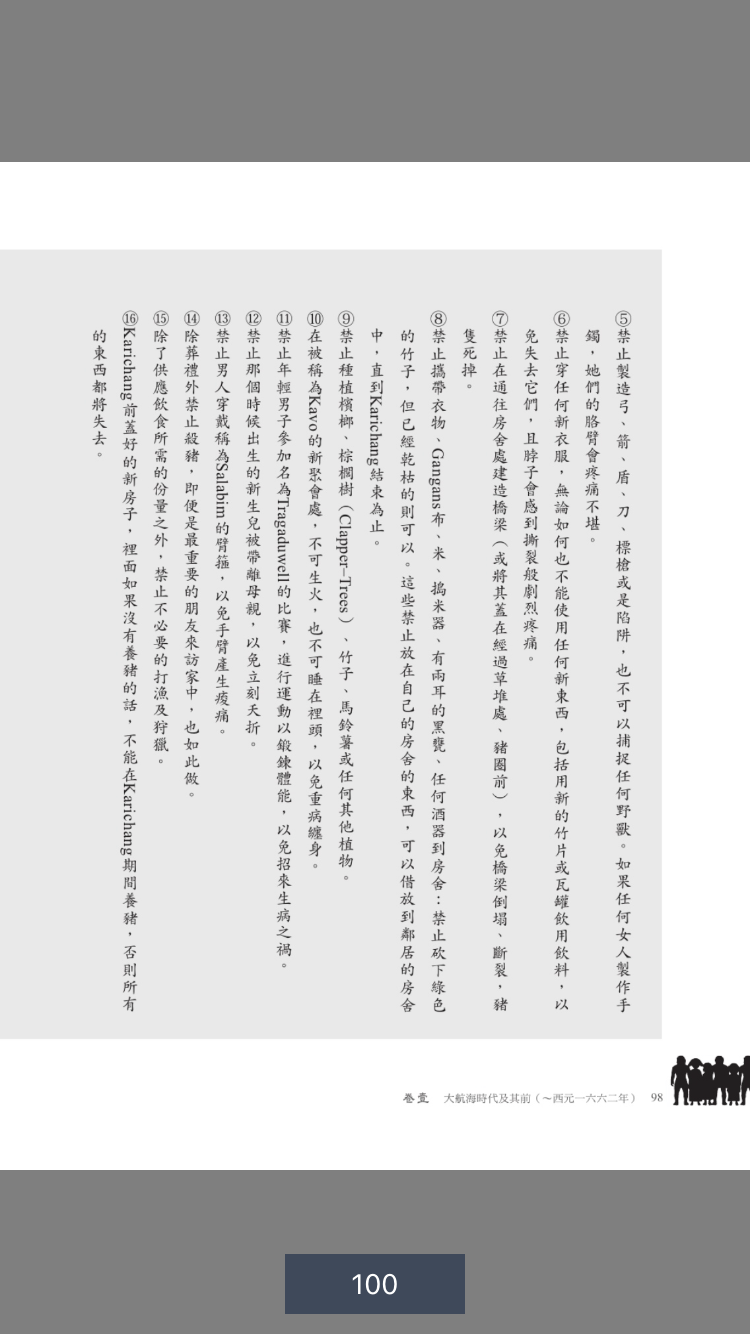 ⑤禁止製造弓、箭、盾、刀、標槍或是陷阱，也不可以捕捉任何野獸。如果任何女人製作手
鐲，她們的胳臂會疼痛不堪。
⑥禁止穿任何新衣服，無論如何也不能使用任何新東西，包括用新的竹片或瓦罐飲用飲料，以
免失去它們，且脖子會感到撕裂般劇烈疼痛。
⑦禁止在通往房舍處建造橋梁（或將其蓋在經過草堆處、豬圈前），以免橋梁倒塌、斷裂，豬
隻死掉。
⑧禁止攜帶衣物、Gangans布、米、搗米器、有兩耳的黑甕、任何酒器到房舍：禁止砍下綠色
的竹子，但已經乾枯的則可以。這些禁止放在自己的房舍的東西，可以借放到鄰居的房舍
中，直到Karichang結束為止。
⑨禁止種植檳榔、棕櫚樹（Clapper-Trees）、竹子、馬鈴薯或任何其他植物。
⑩在被稱為Kavo的新聚會處，不可生火，也不可睡在裡頭，以免重病纏身。
⑪禁止年輕男子參加名為Tragaduwell的比賽，進行運動以鍛鍊體能，以免招來生病之禍。
⑫禁止那個時候出生的新生兒被帶離母親，以免立刻夭折。
⑬禁止男人穿戴稱為Salabim的臂箍，以免手臂產生痠痛。
⑭除葬禮外禁止殺豬，即便是最重要的朋友來訪家中，也如此做。
⑮除了供應飲食所需的份量之外，禁止不必要的打漁及狩獵。
⑯Karichang前蓋好的新房子，裡面如果沒有養豬的話，不能在Karichang期間養豬，否則所有
的東西都將失去。
卷壹　大航海時代及其前（～西元一六六二年）　98
100